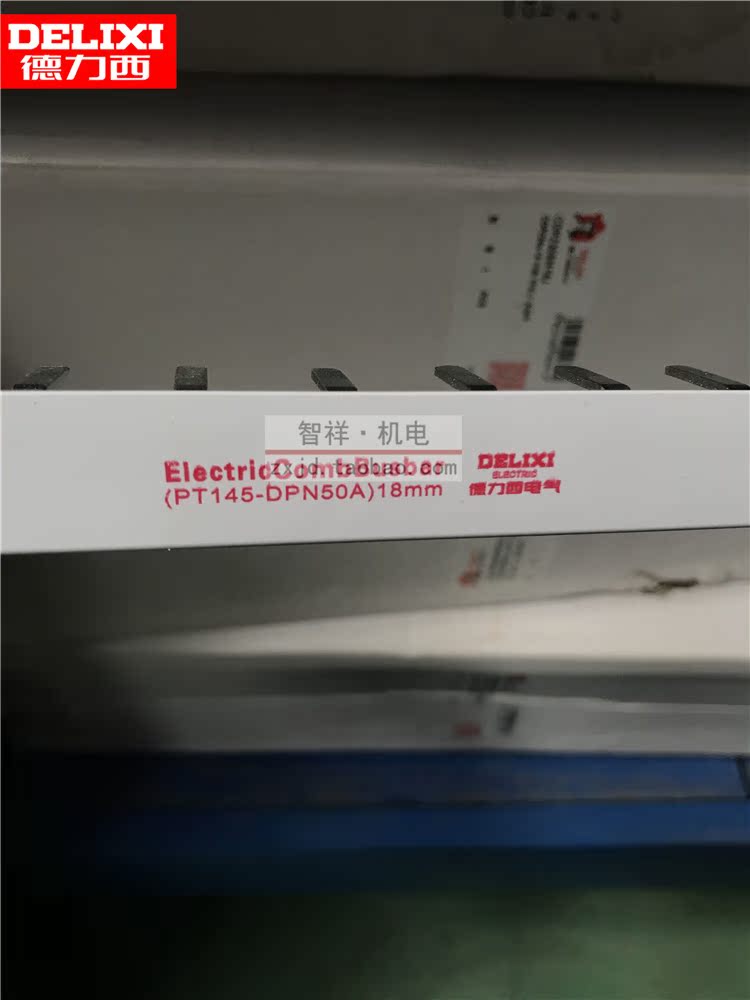 DELIXI
德力西
智祥·机电
zxjd.taobao.com
ElectricCombBusbar
(PT145-DPN50A)18mm
DELIXI
ELECTRIC
德力西电气